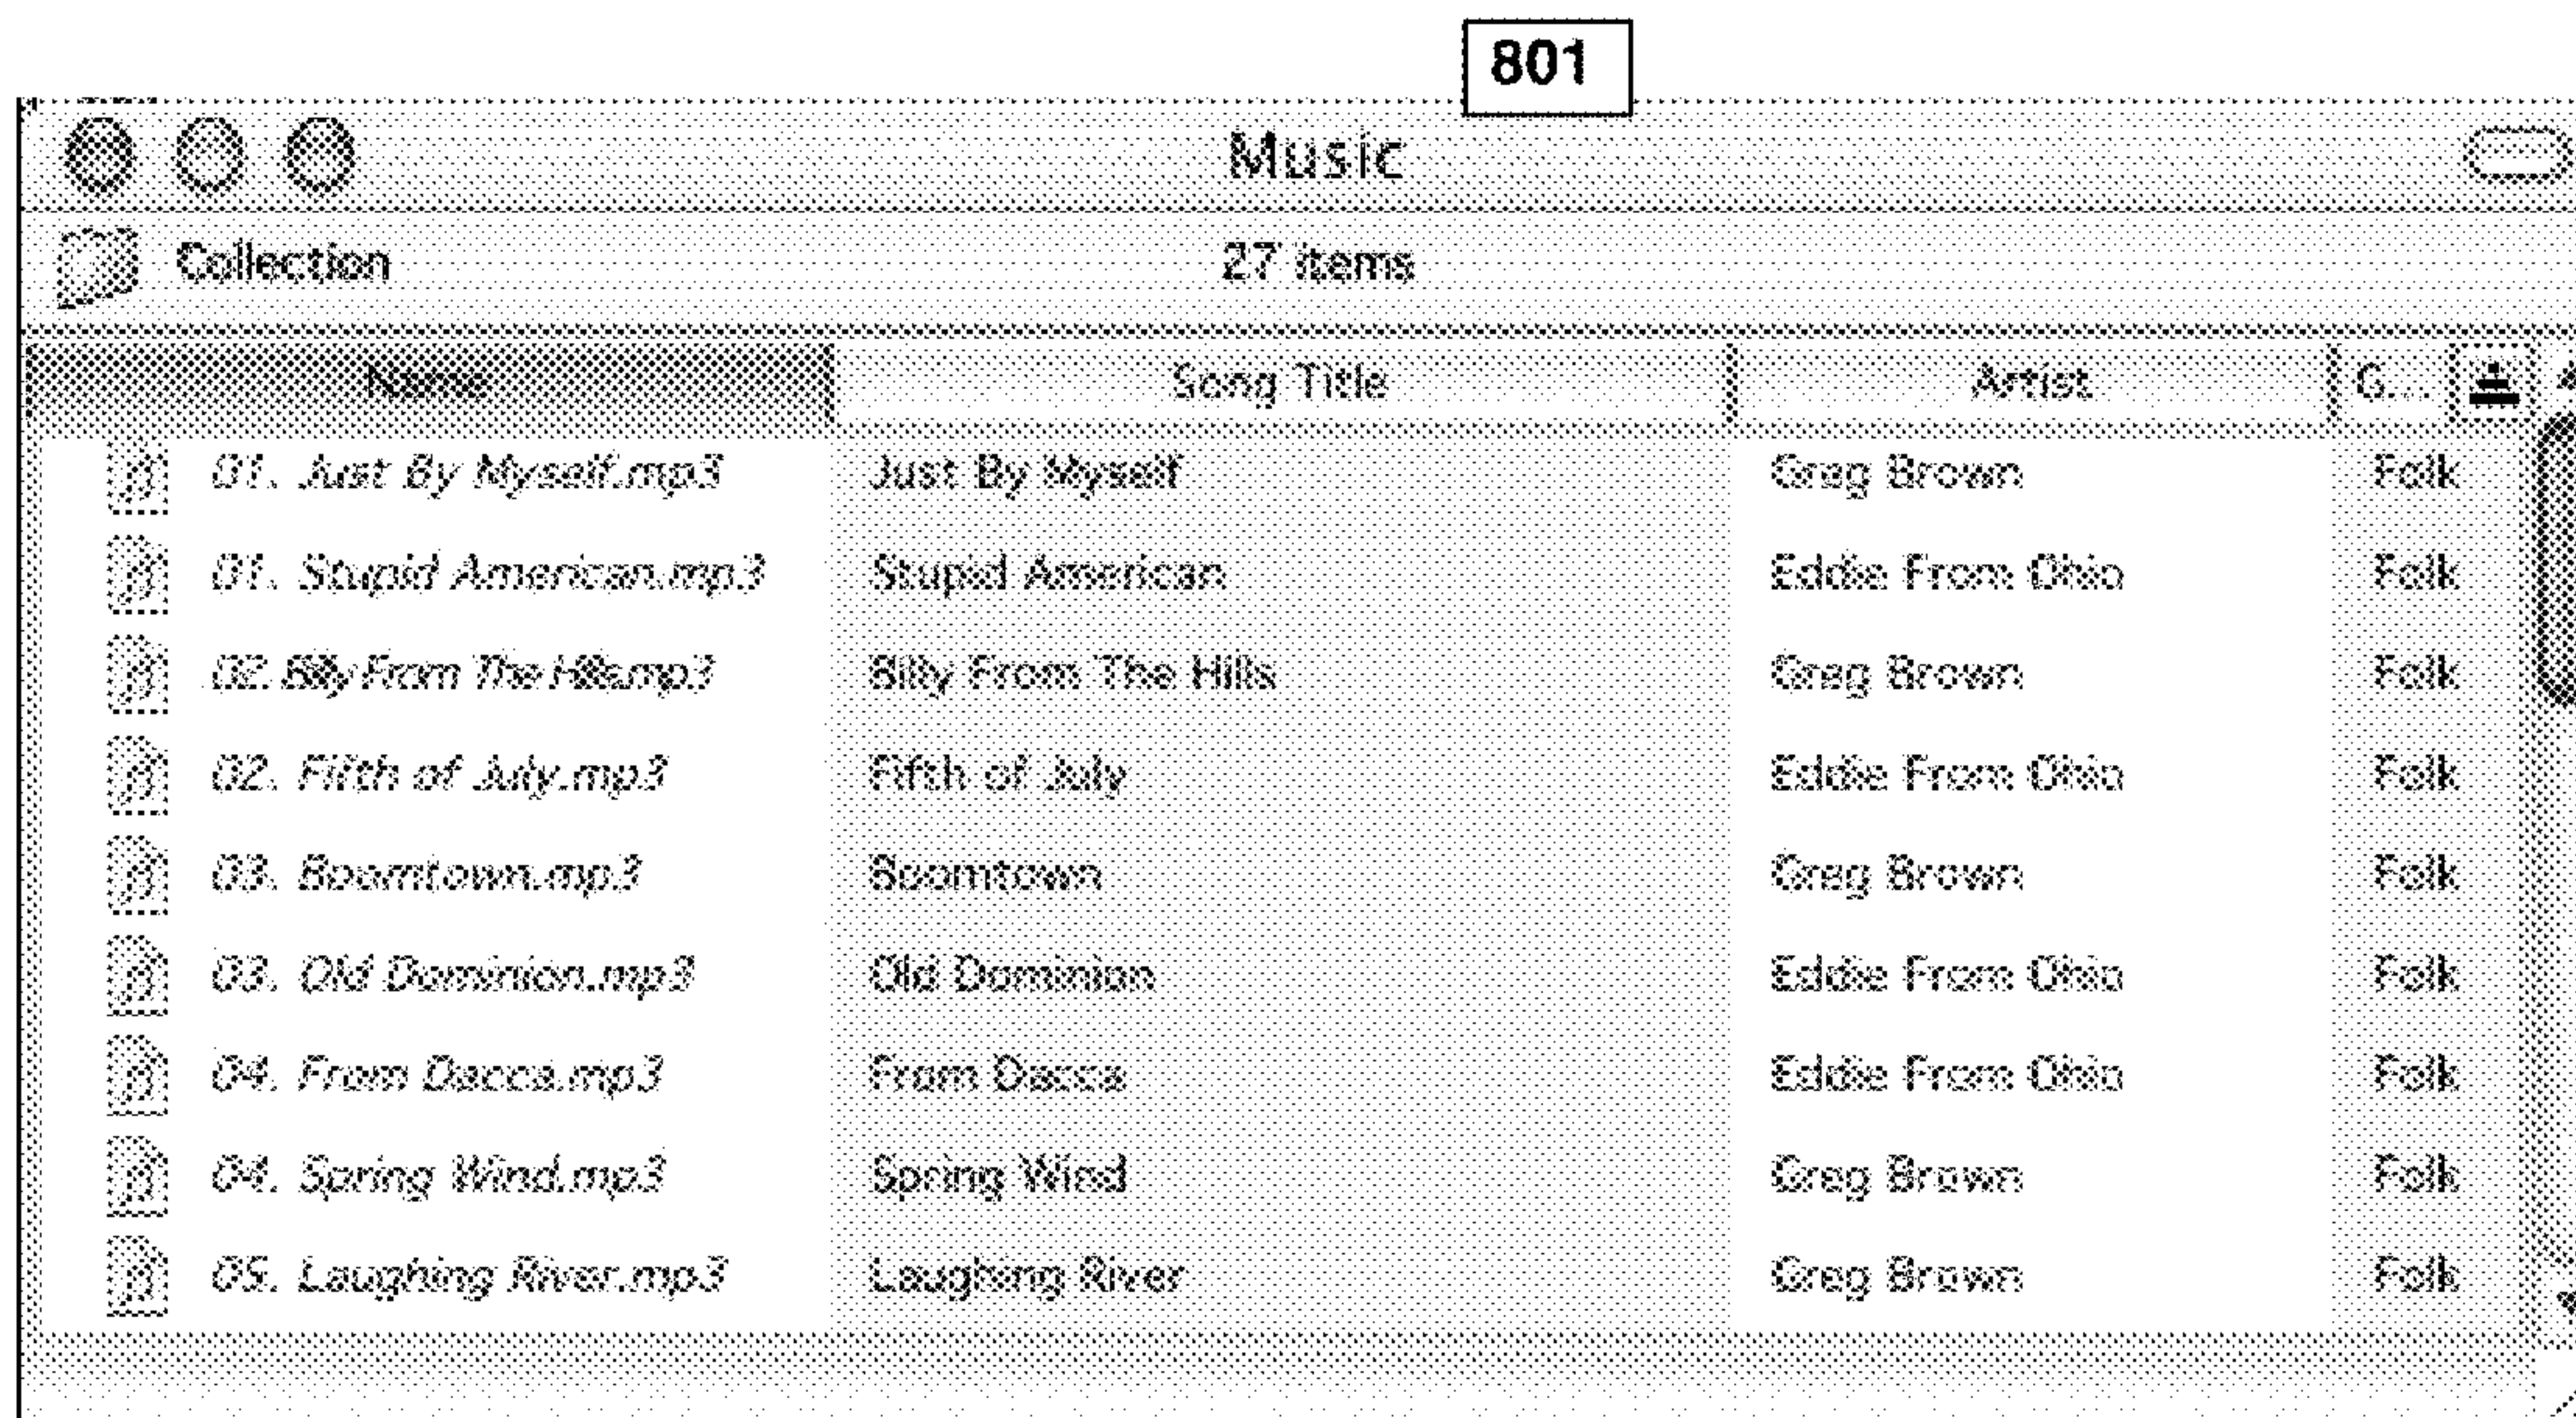 801
Music
Collection 27 items
Name Song Title Artist G...
01. Just By Myself.mp3 Just By Myself Greg Brown Folk
01. Stupid American.mp3 Stupid American Eddie From Ohio Folk
02. Billy From The Hills.mp3 Billy From The Hills Greg Brown Folk
02. Fifth of July.mp3 Fifth of July Eddie From Ohio Folk
03. Boomtown.mp3 Boomtown Greg Brown Folk
03. Old Dominion.mp3 Old Dominion Eddie From Ohio Folk
04. From Dacca.mp3 From Dacca Eddie From Ohio Folk
04. Spring Wind.mp3 Spring Wind Greg Brown Folk
05. Laughing River.mp3 Laughing River Greg Brown Folk